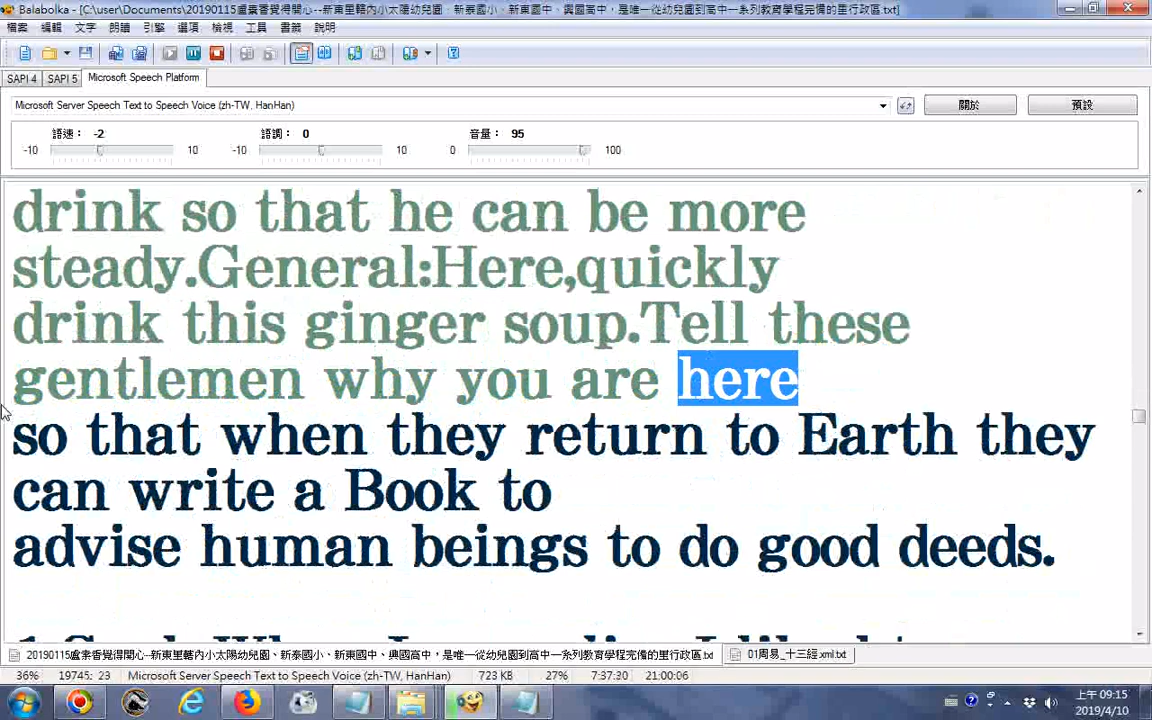 Balabolka - [C:\user\Documents\20190115盧素香覺得開心--新東里轄內小太陽幼兒園、新泰國小、新東國中、興國高中，是唯一從幼兒園到高中一系列教育學程完備的里行政區.txt]
檔案 編輯 文字 朗讀 引擎 選項 檢視 工具 書籤 說明
SAPI 4 SAPI 5 Microsoft Speech Platform
Microsoft Server Speech Text to Speech Voice (zh-TW, HanHan) 關於 預設
語速： -2 語調： 0 音量： 95
-10 10 -10 10 0 100
drink so that he can be more
steady.General:Here,quickly
drink this ginger soup.Tell these
gentlemen why you are here
so that when they return to Earth they
can write a Book to
advise human beings to do good deeds.
20190115盧素香覺得開心--新東里轄內小太陽幼兒園、新泰國小、新東國中、興國高中，是唯一從幼兒園到高中一系列教育學程完備的里行政區.txt 01周易_十三經.xml.txt
36% 19745: 23 Microsoft Server Speech Text to Speech Voice (zh-TW, HanHan) 723 KB 27% 7:37:30 21:00:06
上午 09:15
2019/4/10